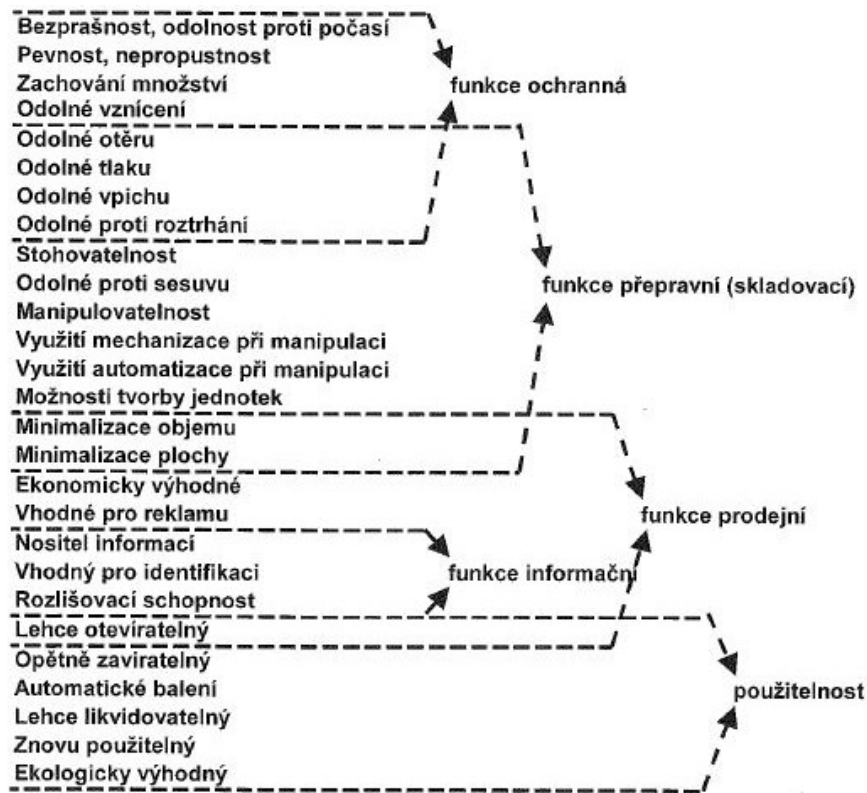 Bezprašnost, odolnost proti počasí
Pevnost, nepropustnost
Zachování množství
funkce ochranná
Odolné vznícení
Odolné otěru
Odolné tlaku
Odolné vpichu
Odolné proti roztrhání
Stohovatelnost
Odolné proti sesuvu
funkce přepravní (skladovací)
Manipulovatelnost
Využití mechanizace při manipulaci
Využití automatizace při manipulaci
Možnosti tvorby jednotek
Minimalizace objemu
Minimalizace plochy
Ekonomicky výhodné
Vhodné pro reklamu
funkce prodejní
Nositel informací
Vhodný pro identifikaci
funkce informační
Rozlišovací schopnost
Lehce otevíratelný
Opětně zaviratelný
Automatické balení
použitelnost
Lehce likvidovatelný
Znovu použitelný
Ekologicky výhodný